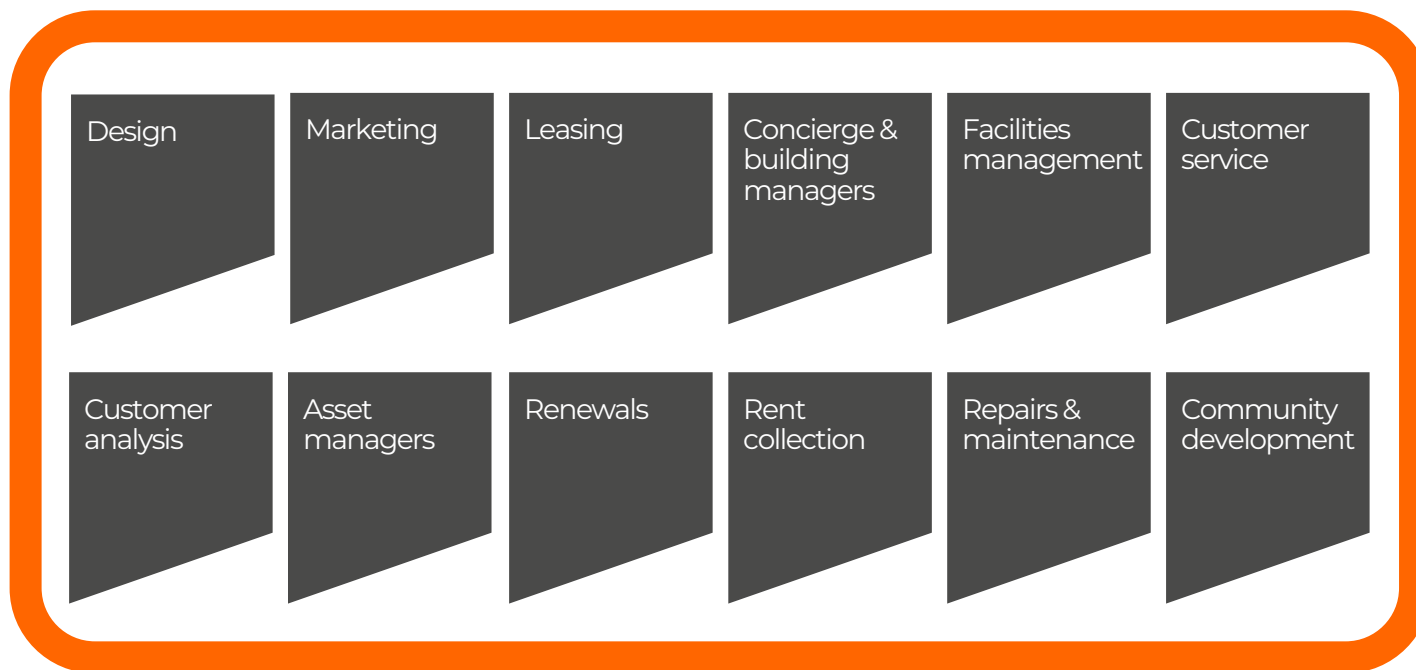 Design
Marketing
Leasing
Concierge &
building
managers
Facilities
management
Customer
service
Customer
analysis
Asset
managers
Renewals
Rent
collection
Repairs &
maintenance
Community
development